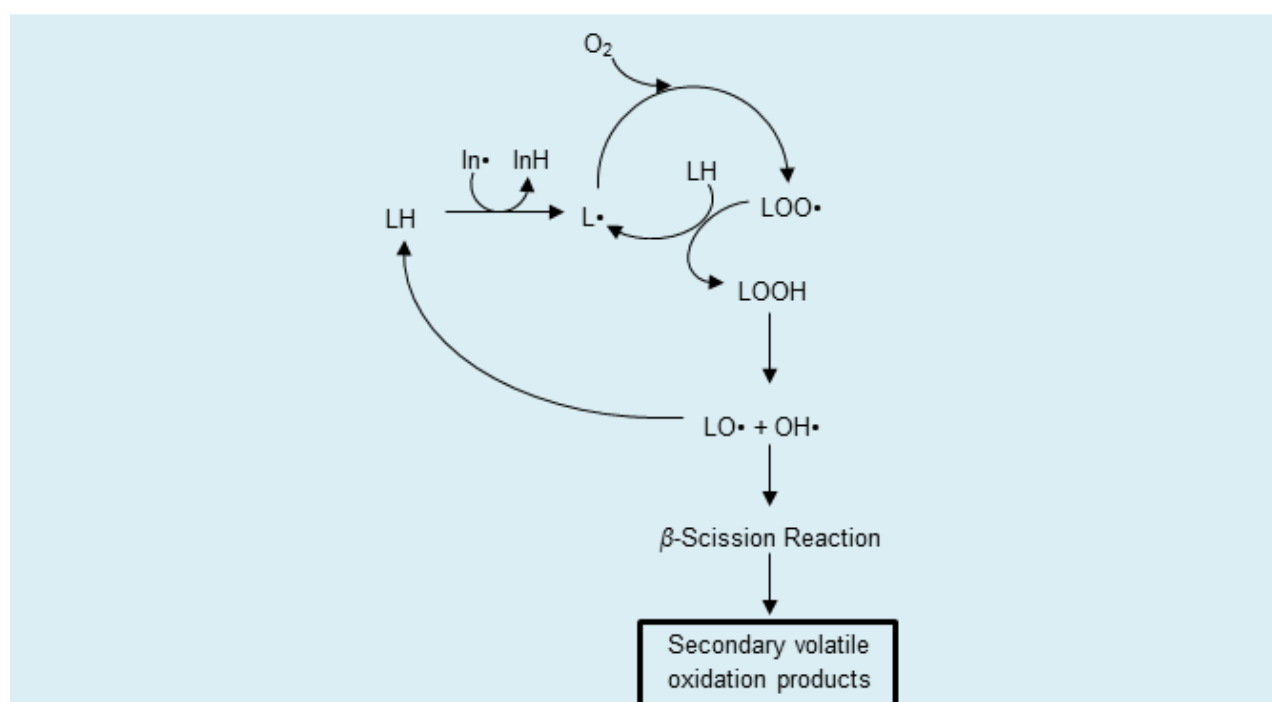 O₂
In• InH
LH
LH
L•
LOO•
LOOH
LO• + OH•
β-Scission Reaction
Secondary volatile
oxidation products